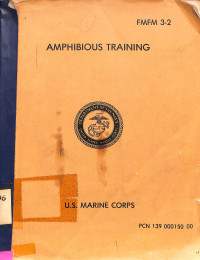 FMFM 3-2
AMPHIBIOUS TRAINING
U.S. MARINE CORPS
PCN 139 000150 00